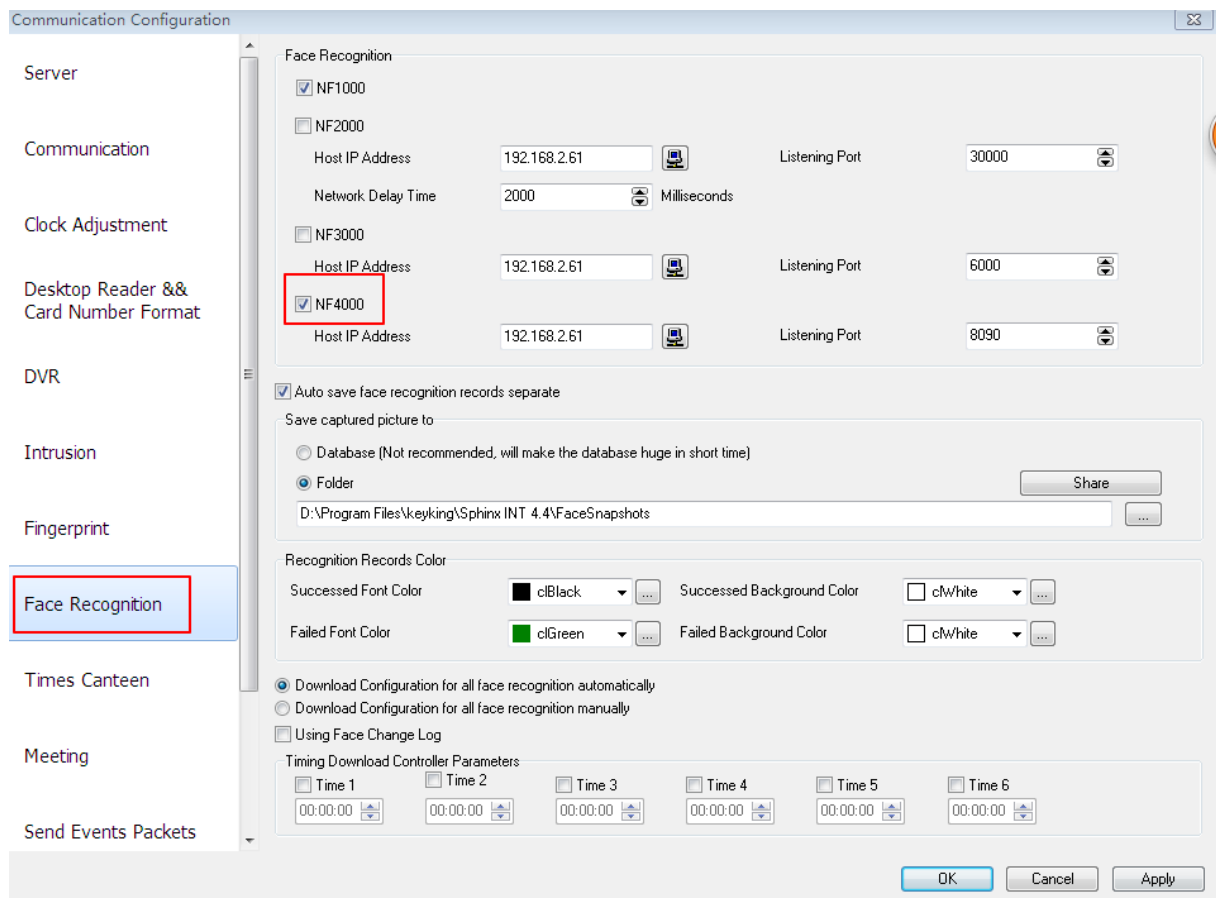 Communication Configuration
Server
Communication
Clock Adjustment
Desktop Reader &&
Card Number Format
DVR
Intrusion
Fingerprint
Face Recognition
Times Canteen
Meeting
Send Events Packets
Face Recognition
NF1000
NF2000
Host IP Address 192.168.2.61 Listening Port 30000
Network Delay Time 2000 Milliseconds
NF3000
Host IP Address 192.168.2.61 Listening Port 6000
NF4000
Host IP Address 192.168.2.61 Listening Port 8090
Auto save face recognition records separate
Save captured picture to
Database (Not recommended, will make the database huge in short time)
Folder Share
D:\Program Files\keyking\Sphinx INT 4.4\FaceSnapshots ...
Recognition Records Color
Successed Font Color clBlack ... Successed Background Color clWhite ...
Failed Font Color clGreen ... Failed Background Color clWhite ...
Download Configuration for all face recognition automatically
Download Configuration for all face recognition manually
Using Face Change Log
Timing Download Controller Parameters
Time 1 Time 2 Time 3 Time 4 Time 5 Time 6
00:00:00 00:00:00 00:00:00 00:00:00 00:00:00 00:00:00
OK Cancel Apply